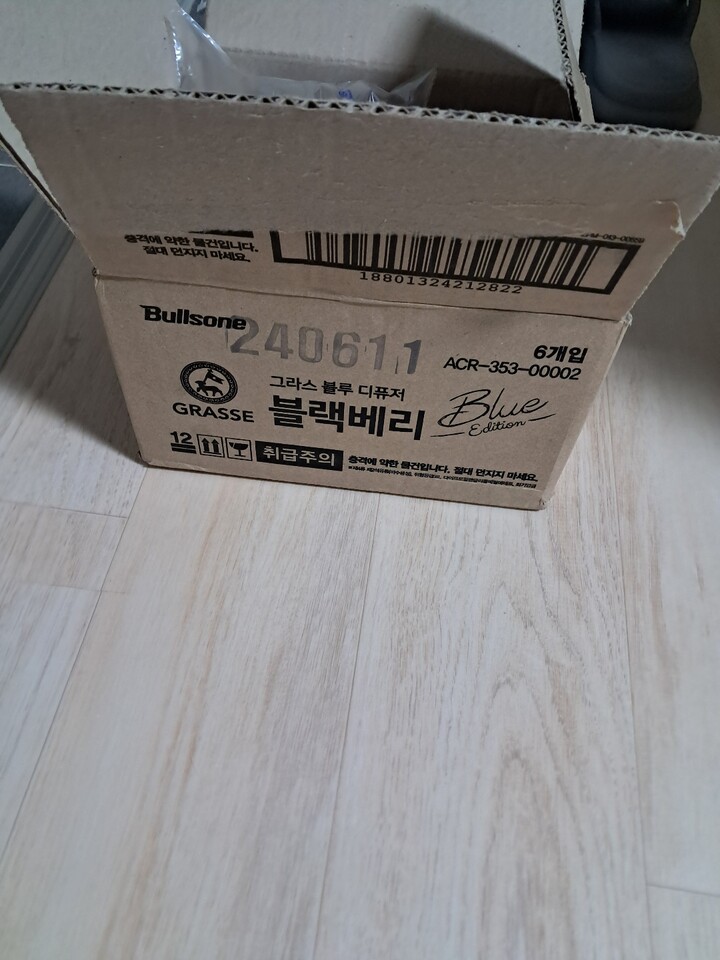 충격에 약한 물건입니다.
절대 던지지 마세요.
18801324212822
Bullsone
240611
6개입
ACR-353-00002
GRASSE
그라스 블루 디퓨저
블랙베리
Blue
Edition
12
취급주의
충격에 약한 물건입니다. 절대 던지지 마세요.